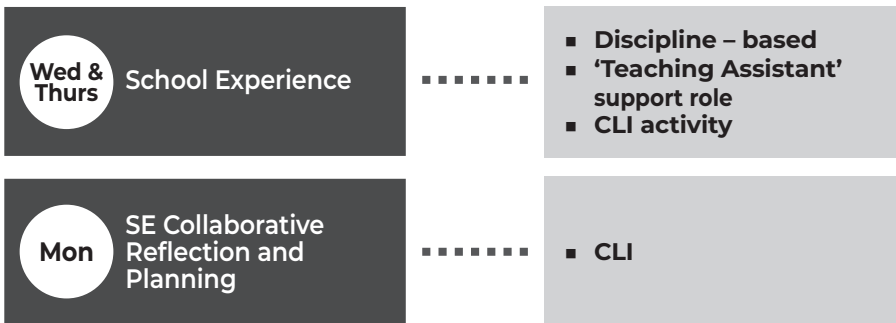 Wed &
Thurs
School Experience
▪ Discipline – based
▪ ‘Teaching Assistant’
support role
▪ CLI activity
Mon
SE Collaborative
Reflection and
Planning
▪ CLI